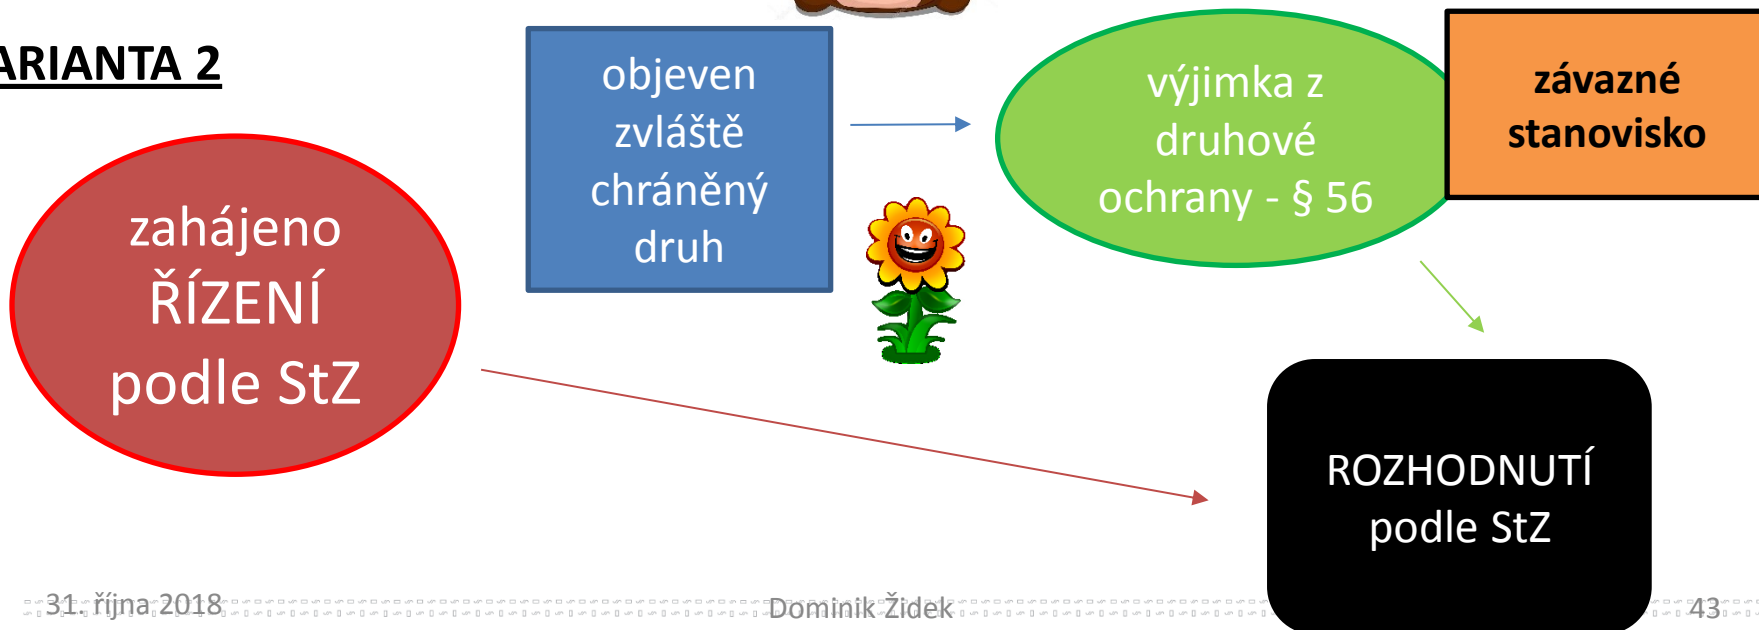 ARIANTA 2
objeven
zvláště
chráněný
druh
výjimka z
druhové
ochrany - § 56
závazné
stanovisko
zahájeno
ŘÍZENÍ
podle StZ
ROZHODNUTÍ
podle StZ
31. října 2018
Dominik Židek
43